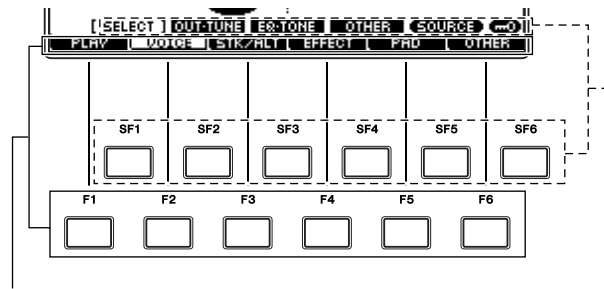 SELECT OUT-TUNE EQ-TONE OTHER SOURCE
PLAY VOICE STK/ALT EFFECT PAD OTHER
SF1 SF2 SF3 SF4 SF5 SF6
F1 F2 F3 F4 F5 F6